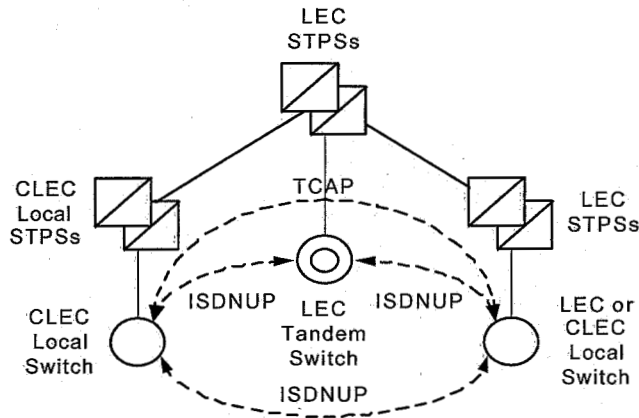 LEC
STPSs
CLEC
Local
STPSs
TCAP
LEC
STPSs
ISDNUP
ISDNUP
CLEC
Local
Switch
LEC
Tandem
Switch
LEC or
CLEC
Local
Switch
ISDNUP